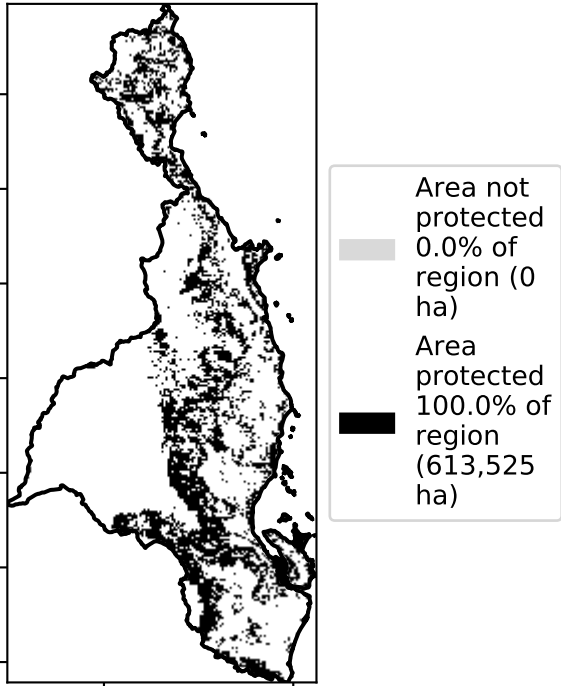 Area not
protected
0.0% of
region (0
ha)
Area
protected
100.0% of
region
(613,525
ha)